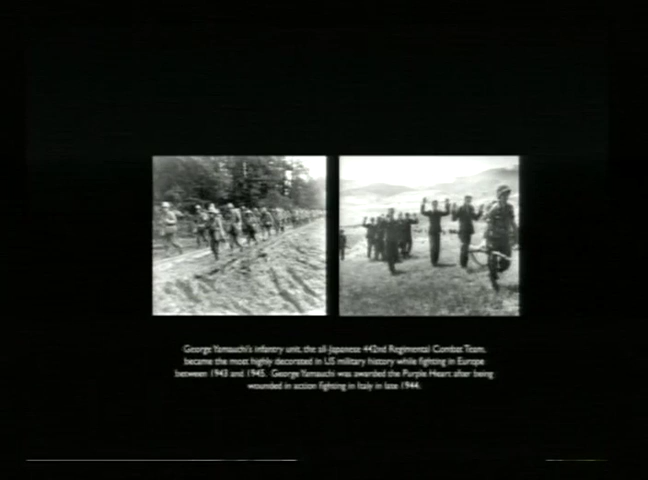 George Yamauchi's infantry unit, the all-Japanese 442nd Regimental Combat Team,
became the most highly decorated in US military history while fighting in Europe
between 1943 and 1945. George Yamauchi was awarded the Purple Heart after being
wounded in action fighting in Italy in late 1944.